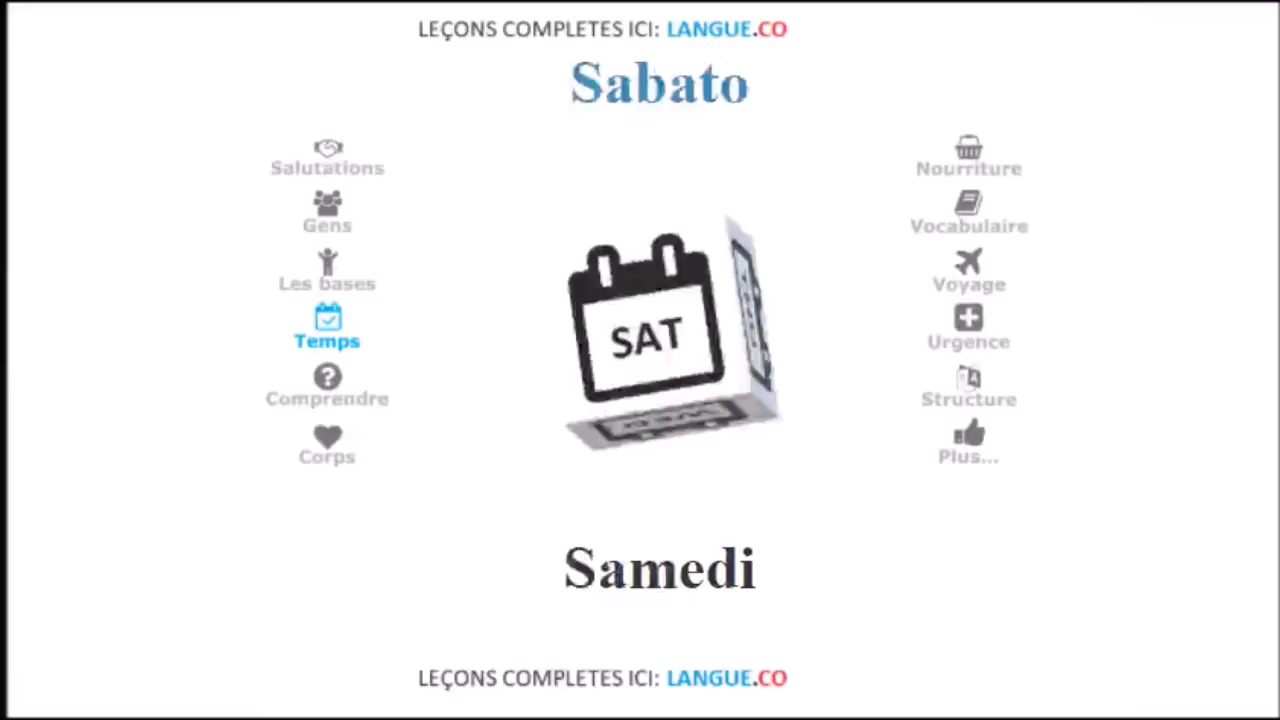 LEÇONS COMPLETES ICI: LANGUE.CO
Sabato
Salutations
Gens
Les bases
Temps
Comprendre
Corps
SAT
Nourriture
Vocabulaire
Voyage
Urgence
Structure
Plus...
Samedi
LEÇONS COMPLETES ICI: LANGUE.CO